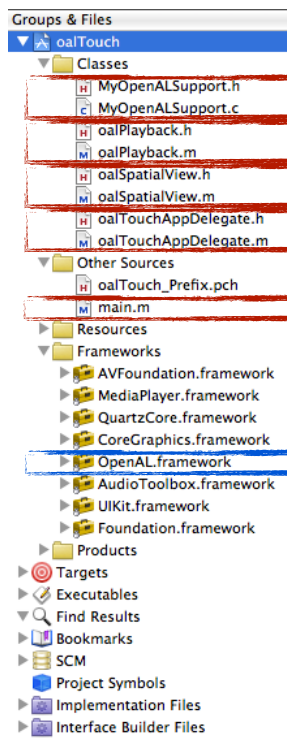 Groups & Files
oalTouch
Classes
MyOpenALSupport.h
MyOpenALSupport.c
oalPlayback.h
oalPlayback.m
oalSpatialView.h
oalSpatialView.m
oalTouchAppDelegate.h
oalTouchAppDelegate.m
Other Sources
oalTouch_Prefix.pch
main.m
Resources
Frameworks
AVFoundation.framework
MediaPlayer.framework
QuartzCore.framework
CoreGraphics.framework
OpenAL.framework
AudioToolbox.framework
UIKit.framework
Foundation.framework
Products
Targets
Executables
Find Results
Bookmarks
SCM
Project Symbols
Implementation Files
Interface Builder Files